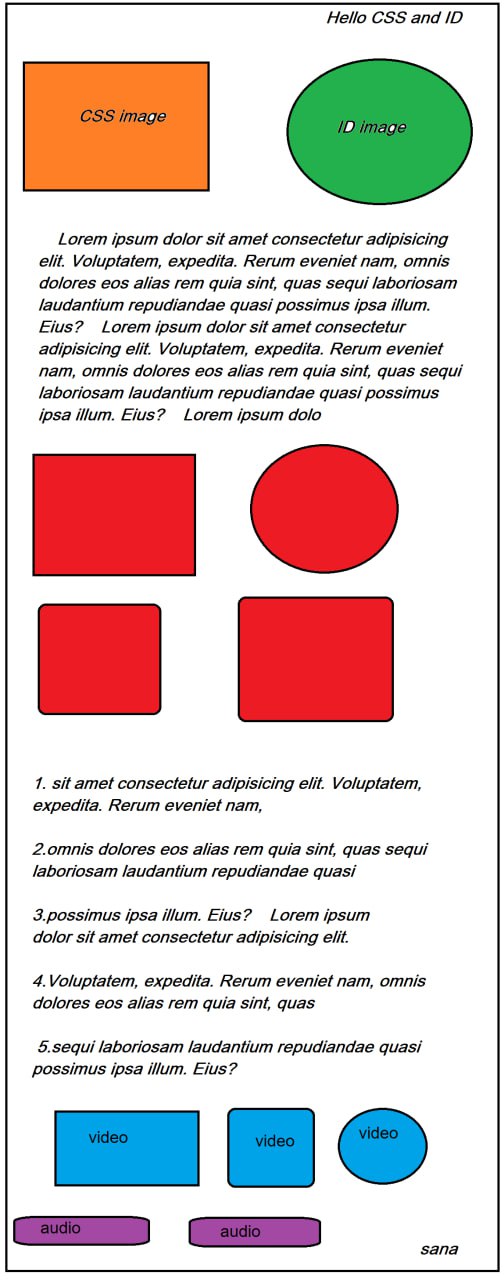 Hello CSS and ID
CSS image
ID image
Lorem ipsum dolor sit amet consectetur adipisicing
elit. Voluptatem, expedita. Rerum eveniet nam, omnis
dolores eos alias rem quia sint, quas sequi laboriosam
laudantium repudiandae quasi possimus ipsa illum.
Eius?    Lorem ipsum dolor sit amet consectetur
adipisicing elit. Voluptatem, expedita. Rerum eveniet
nam, omnis dolores eos alias rem quia sint, quas sequi
laboriosam laudantium repudiandae quasi possimus
ipsa illum. Eius?    Lorem ipsum dolo
1. sit amet consectetur adipisicing elit. Voluptatem,
expedita. Rerum eveniet nam,
2.omnis dolores eos alias rem quia sint, quas sequi
laboriosam laudantium repudiandae quasi
3.possimus ipsa illum. Eius?    Lorem ipsum
dolor sit amet consectetur adipisicing elit.
4.Voluptatem, expedita. Rerum eveniet nam, omnis
dolores eos alias rem quia sint, quas
5.sequi laboriosam laudantium repudiandae quasi
possimus ipsa illum. Eius?
video
video
video
audio
audio
sana